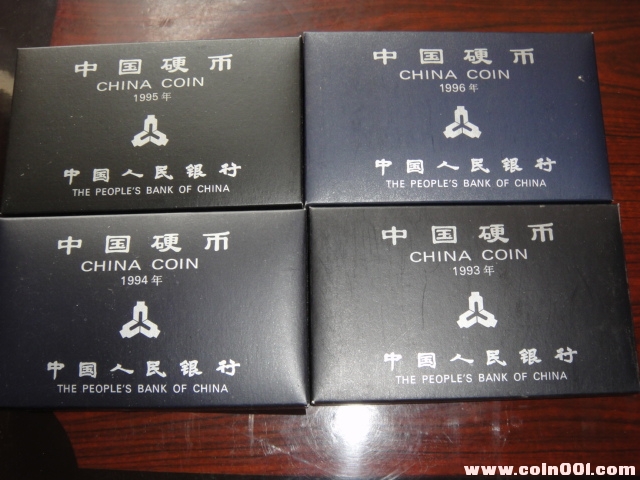 中国硬币
CHINA COIN
1995年
中国人民银行
THE PEOPLE'S BANK OF CHINA
中国硬币
CHINA COIN
1996年
中国人民银行
THE PEOPLE'S BANK OF CHINA
中国硬币
CHINA COIN
1994年
中国人民银行
THE PEOPLE'S BANK OF CHINA
中国硬币
CHINA COIN
1993年
中国人民银行
THE PEOPLE'S BANK OF CHINA
www.coin001.com